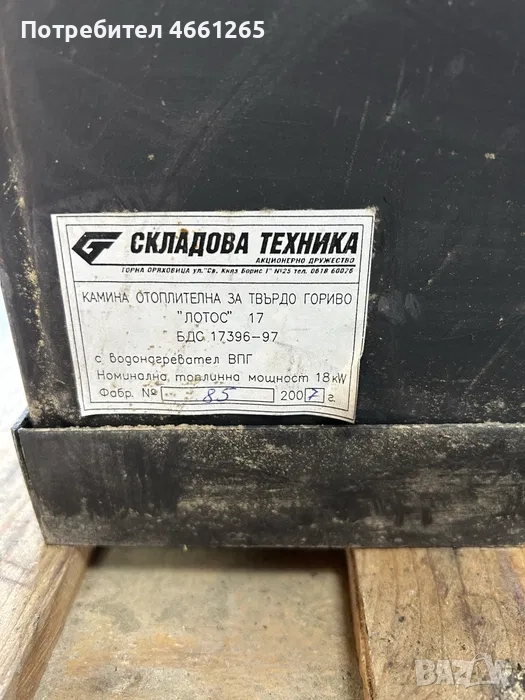 Потребител 4661265
СКЛАДОВА ТЕХНИКА
АКЦИОНЕРНО ДРУЖЕСТВО
ГОРНА ОРЯХОВИЦА ул."Св. Княз Борис I" №25 тел. 0618 60078
КАМИНА ОТОПЛИТЕЛНА ЗА ТВЪРДО ГОРИВО
"ЛОТОС" 17
БДС 17396-97
с водонагревател ВПГ
Номинална топлинна мощност 18kW
Фабр. № 85 2007 г.
BAZAR